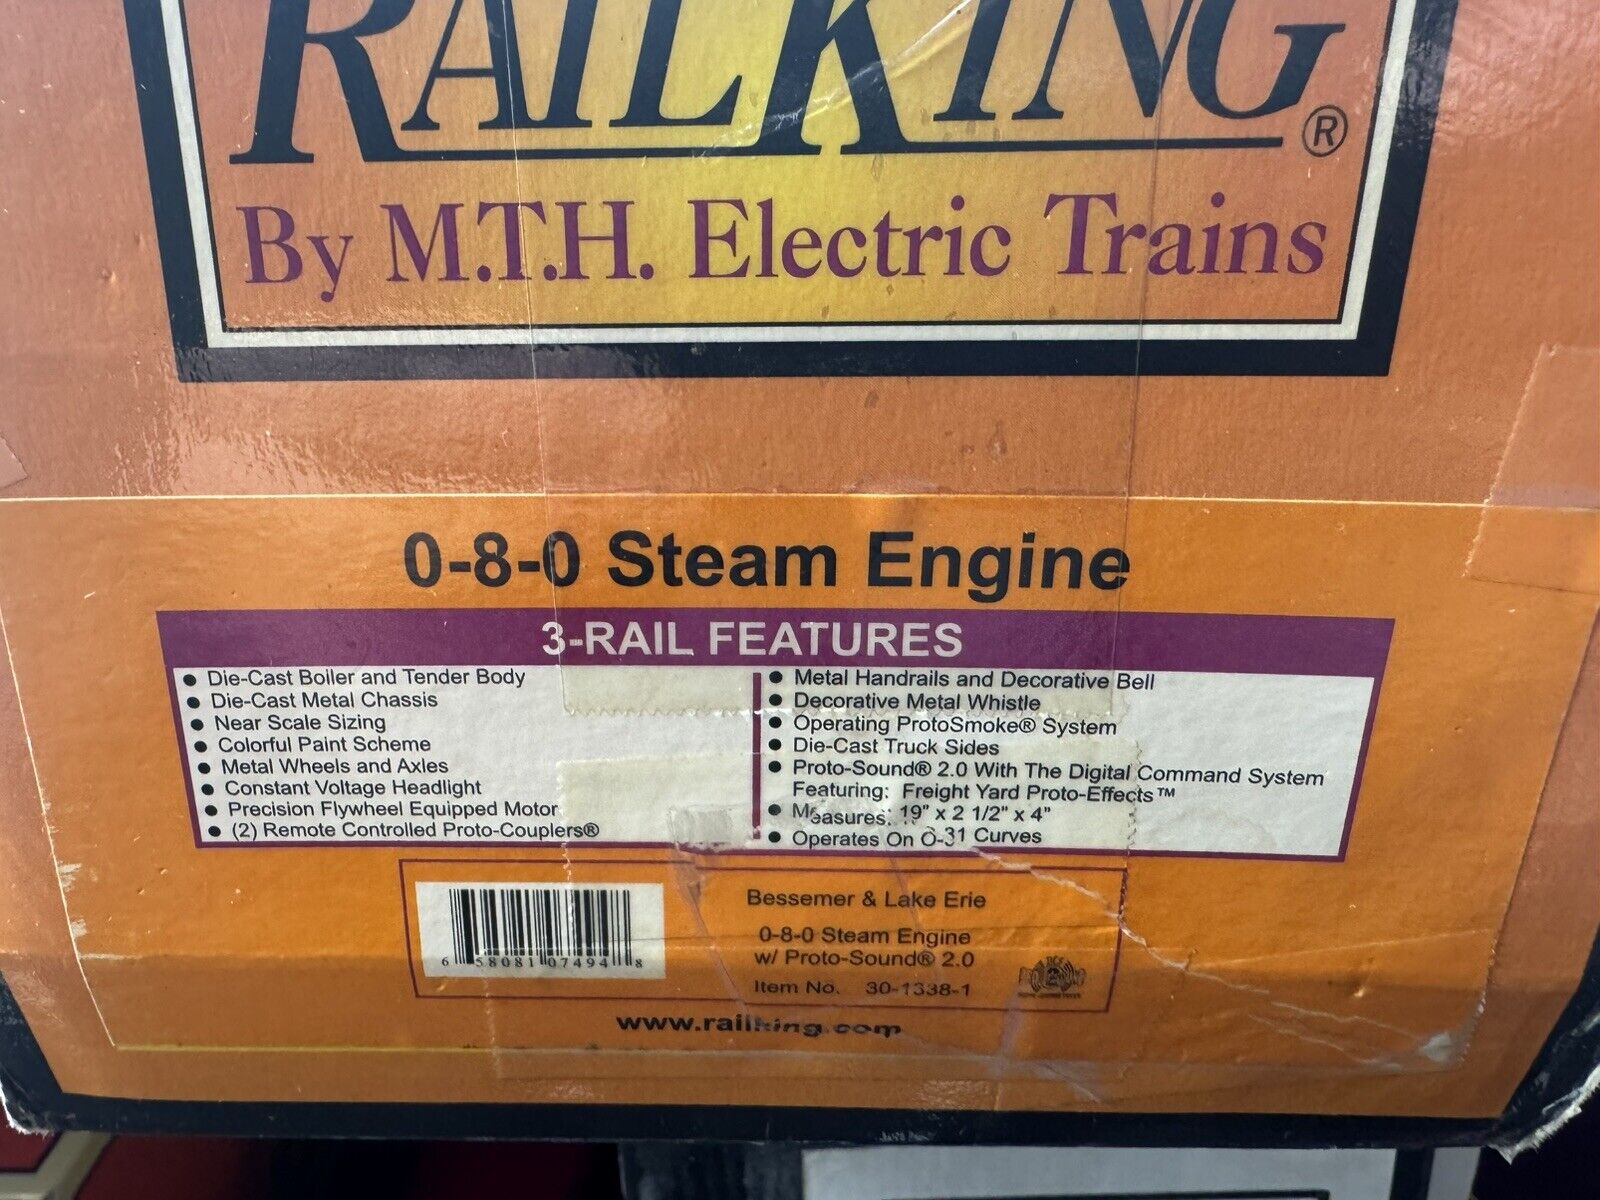 RAILKING®
By M.T.H. Electric Trains
0-8-0 Steam Engine
3-RAIL FEATURES
● Die-Cast Boiler and Tender Body
● Die-Cast Metal Chassis
● Near Scale Sizing
● Colorful Paint Scheme
● Metal Wheels and Axles
● Constant Voltage Headlight
● Precision Flywheel Equipped Motor
● (2) Remote Controlled Proto-Couplers®
● Metal Handrails and Decorative Bell
● Decorative Metal Whistle
● Operating ProtoSmoke® System
● Die-Cast Truck Sides
● Proto-Sound® 2.0 With The Digital Command System
Featuring: Freight Yard Proto-Effects™
● Measures: 19" x 2 1/2" x 4"
● Operates On O-31 Curves
6 58081 07494 8
Bessemer & Lake Erie
0-8-0 Steam Engine
w/ Proto-Sound® 2.0
Item No. 30-1338-1
www.railking.com